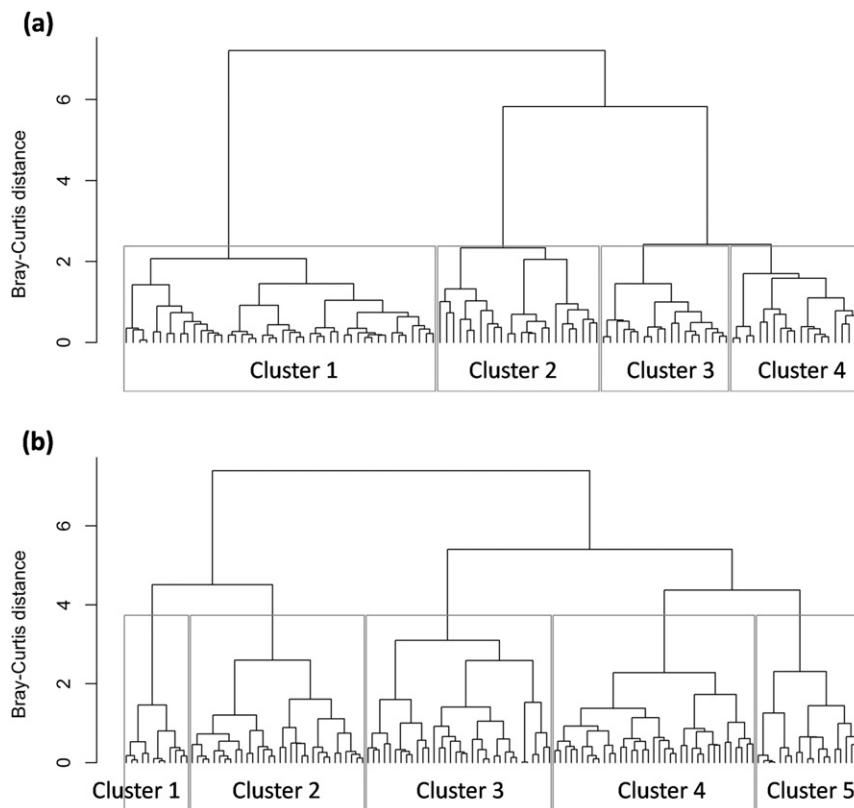 (a)
Bray-Curtis distance
6
4
2
0
Cluster 1 Cluster 2 Cluster 3 Cluster 4
(b)
Bray-Curtis distance
6
4
2
0
Cluster 1 Cluster 2 Cluster 3 Cluster 4 Cluster 5